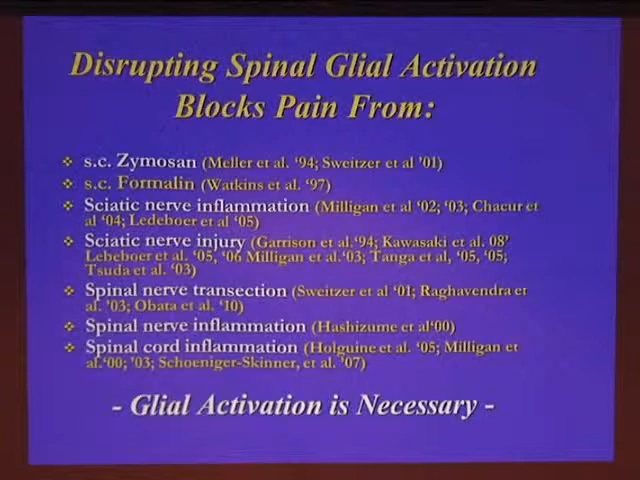 Disrupting Spinal Glial Activation
Blocks Pain From:
❖ s.c. Zymosan (Meller et al. ‘94; Sweitzer et al ‘01)
❖ s.c. Formalin (Watkins et al. ‘97)
❖ Sciatic nerve inflammation (Milligan et al ‘02; ‘03; Chacur et
al ‘04; Ledeboer et al ‘05)
❖ Sciatic nerve injury (Garrison et al.‘94; Kawasaki et al. 08’
Lebeboer et al. ‘05, ‘06 Milligan et al.‘03; Tanga et al, ‘05, ‘05;
Tsuda et al. ‘03)
❖ Spinal nerve transection (Sweitzer et al ‘01; Raghavendra et
al. ’03; Obata et al. ‘10)
❖ Spinal nerve inflammation (Hashizume et al‘00)
❖ Spinal cord inflammation (Holguine et al. ‘05; Milligan et
al.‘00; ’03; Schoeniger-Skinner, et al. ’07)
- Glial Activation is Necessary -